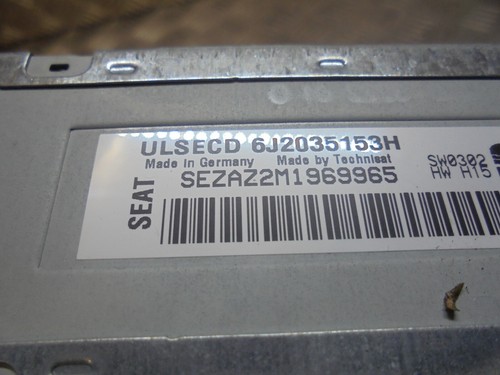 ULSECD 6J2035153H
Made in Germany Made by Technisat
SEZAZ2M1969965
SEAT
SW0302
HW H15